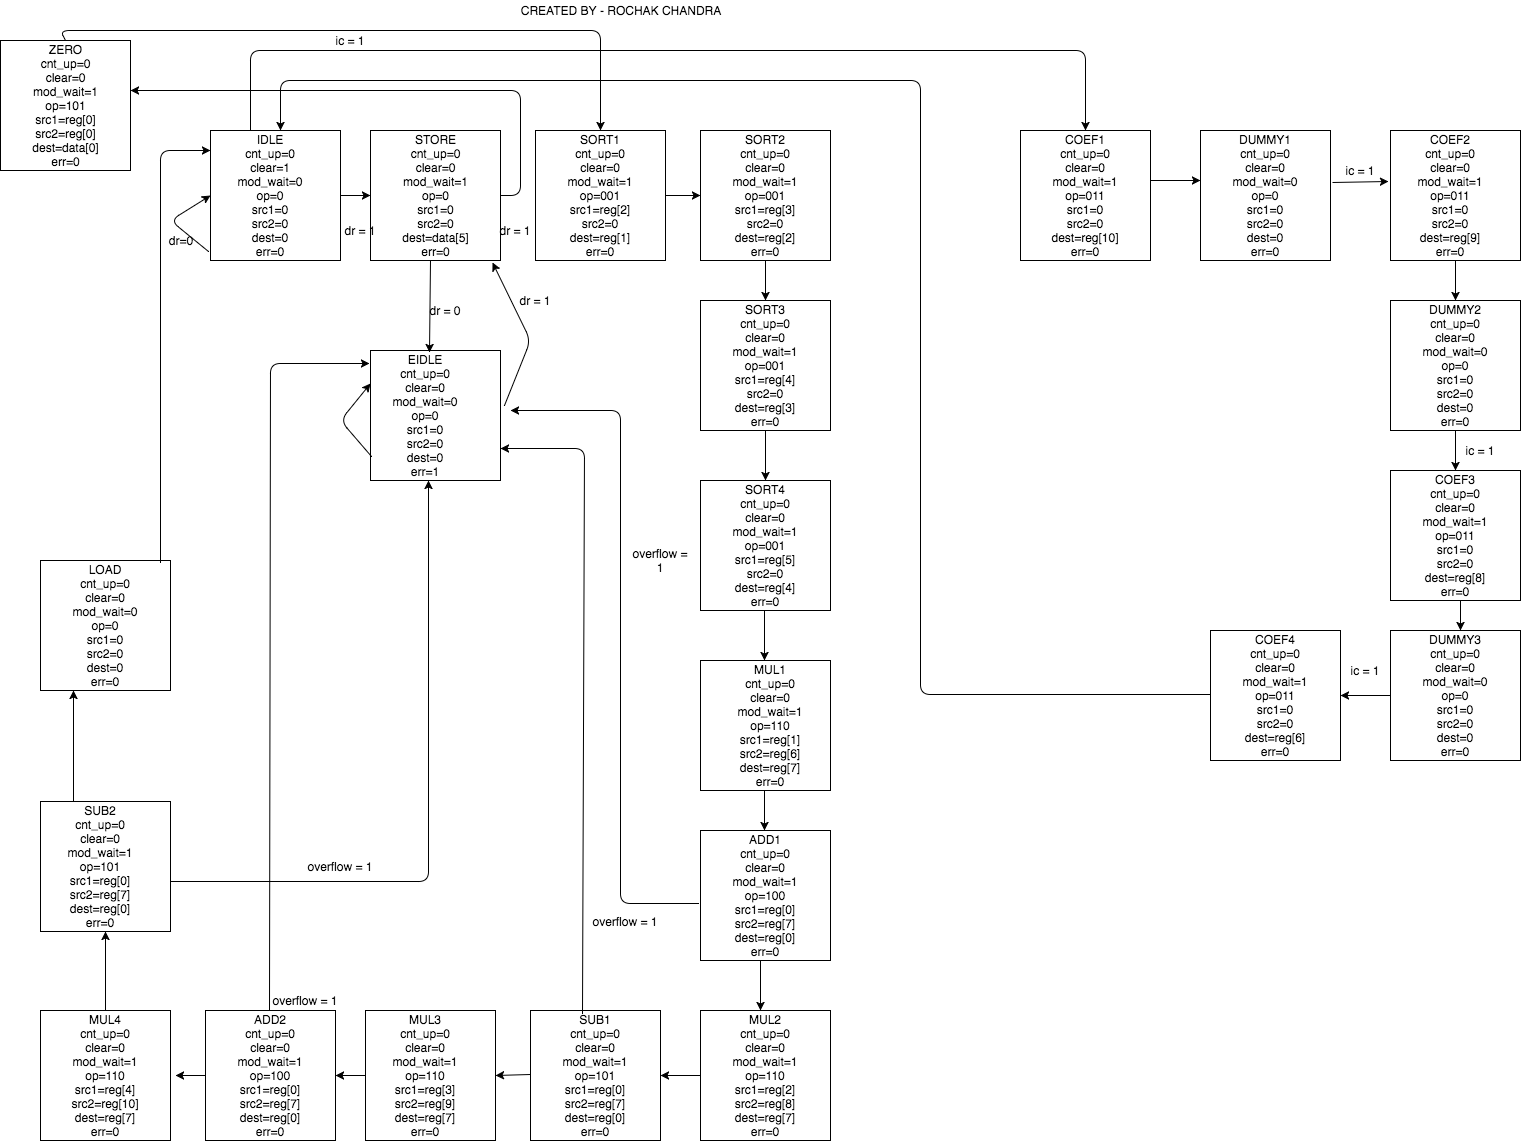 CREATED BY - ROCHAK CHANDRA
ic = 1
ZERO
cnt_up=0
clear=0
mod_wait=1
op=101
src1=reg[0]
src2=reg[0]
dest=data[0]
err=0
IDLE
cnt_up=0
clear=1
mod_wait=0
op=0
src1=0
src2=0
dest=0
err=0
dr=0
dr = 1
STORE
cnt_up=0
clear=0
mod_wait=1
op=0
src1=0
src2=0
dest=data[5]
err=0
dr = 1
SORT1
cnt_up=0
clear=0
mod_wait=1
op=001
src1=reg[2]
src2=0
dest=reg[1]
err=0
SORT2
cnt_up=0
clear=0
mod_wait=1
op=001
src1=reg[3]
src2=0
dest=reg[2]
err=0
COEF1
cnt_up=0
clear=0
mod_wait=1
op=011
src1=0
src2=0
dest=reg[10]
err=0
DUMMY1
cnt_up=0
clear=0
mod_wait=0
op=0
src1=0
src2=0
dest=0
err=0
ic = 1
COEF2
cnt_up=0
clear=0
mod_wait=1
op=011
src1=0
src2=0
dest=reg[9]
err=0
dr = 0
dr = 1
SORT3
cnt_up=0
clear=0
mod_wait=1
op=001
src1=reg[4]
src2=0
dest=reg[3]
err=0
DUMMY2
cnt_up=0
clear=0
mod_wait=0
op=0
src1=0
src2=0
dest=0
err=0
EIDLE
cnt_up=0
clear=0
mod_wait=0
op=0
src1=0
src2=0
dest=0
err=1
ic = 1
SORT4
cnt_up=0
clear=0
mod_wait=1
op=001
src1=reg[5]
src2=0
dest=reg[4]
err=0
COEF3
cnt_up=0
clear=0
mod_wait=1
op=011
src1=0
src2=0
dest=reg[8]
err=0
overflow =
1
LOAD
cnt_up=0
clear=0
mod_wait=0
op=0
src1=0
src2=0
dest=0
err=0
MUL1
cnt_up=0
clear=0
mod_wait=1
op=110
src1=reg[1]
src2=reg[6]
dest=reg[7]
err=0
COEF4
cnt_up=0
clear=0
mod_wait=1
op=011
src1=0
src2=0
dest=reg[6]
err=0
ic = 1
DUMMY3
cnt_up=0
clear=0
mod_wait=0
op=0
src1=0
src2=0
dest=0
err=0
SUB2
cnt_up=0
clear=0
mod_wait=1
op=101
src1=reg[0]
src2=reg[7]
dest=reg[0]
err=0
overflow = 1
overflow = 1
ADD1
cnt_up=0
clear=0
mod_wait=1
op=100
src1=reg[0]
src2=reg[7]
dest=reg[0]
err=0
overflow = 1
MUL4
cnt_up=0
clear=0
mod_wait=1
op=110
src1=reg[4]
src2=reg[10]
dest=reg[7]
err=0
ADD2
cnt_up=0
clear=0
mod_wait=1
op=100
src1=reg[0]
src2=reg[7]
dest=reg[0]
err=0
MUL3
cnt_up=0
clear=0
mod_wait=1
op=110
src1=reg[3]
src2=reg[9]
dest=reg[7]
err=0
SUB1
cnt_up=0
clear=0
mod_wait=1
op=101
src1=reg[0]
src2=reg[7]
dest=reg[0]
err=0
MUL2
cnt_up=0
clear=0
mod_wait=1
op=110
src1=reg[2]
src2=reg[8]
dest=reg[7]
err=0